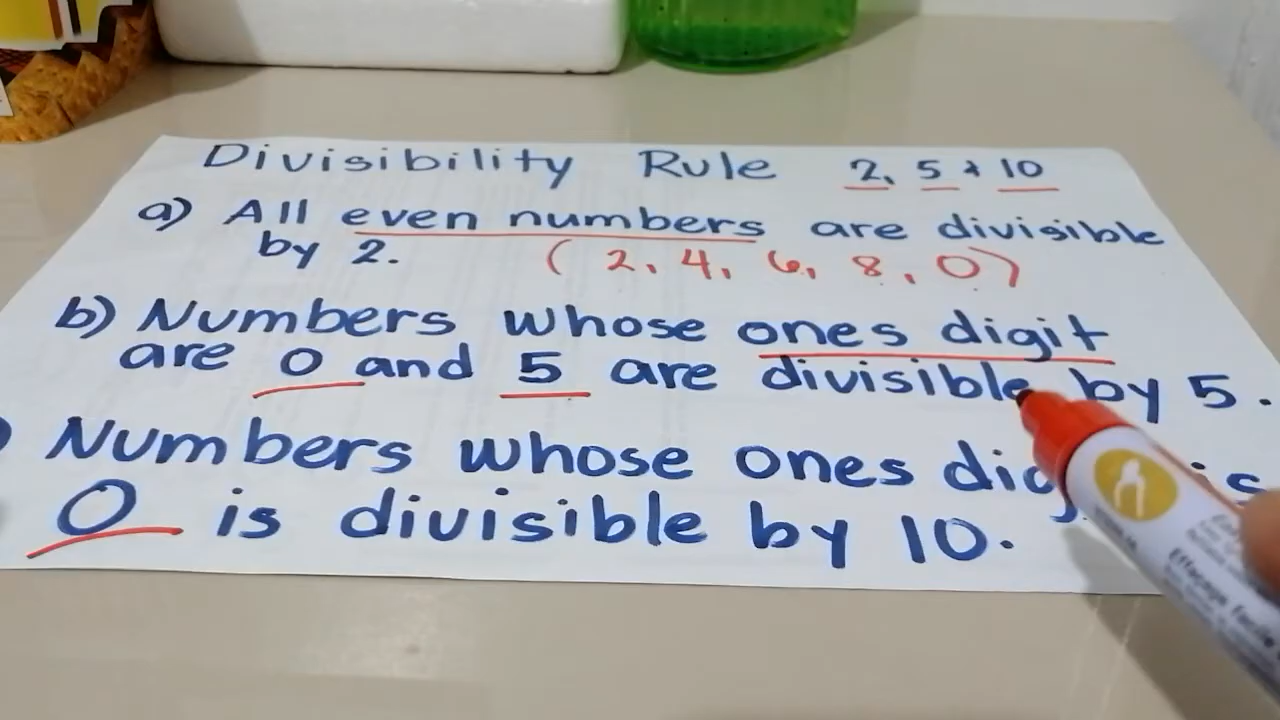 Divisibility Rule 2, 5 & 10
a) All even numbers are divisible
by 2. (2, 4, 6, 8, 0)
b) Numbers whose ones digit
are 0 and 5 are divisible by 5.
Numbers whose ones is
0 is divisible by 10.